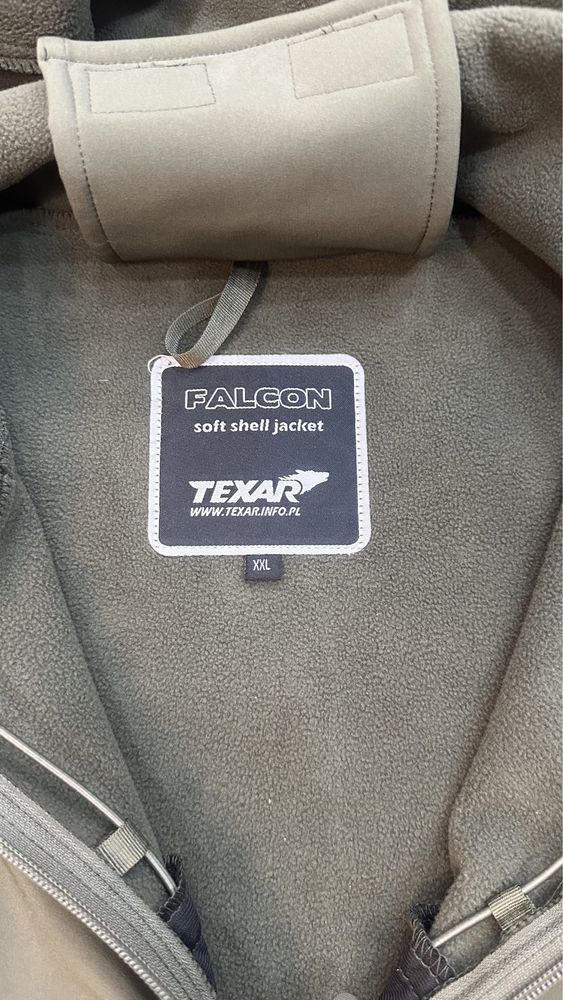 FALCON
soft shell jacket
TEXAR
WWW.TEXAR.INFO.PL
XXL